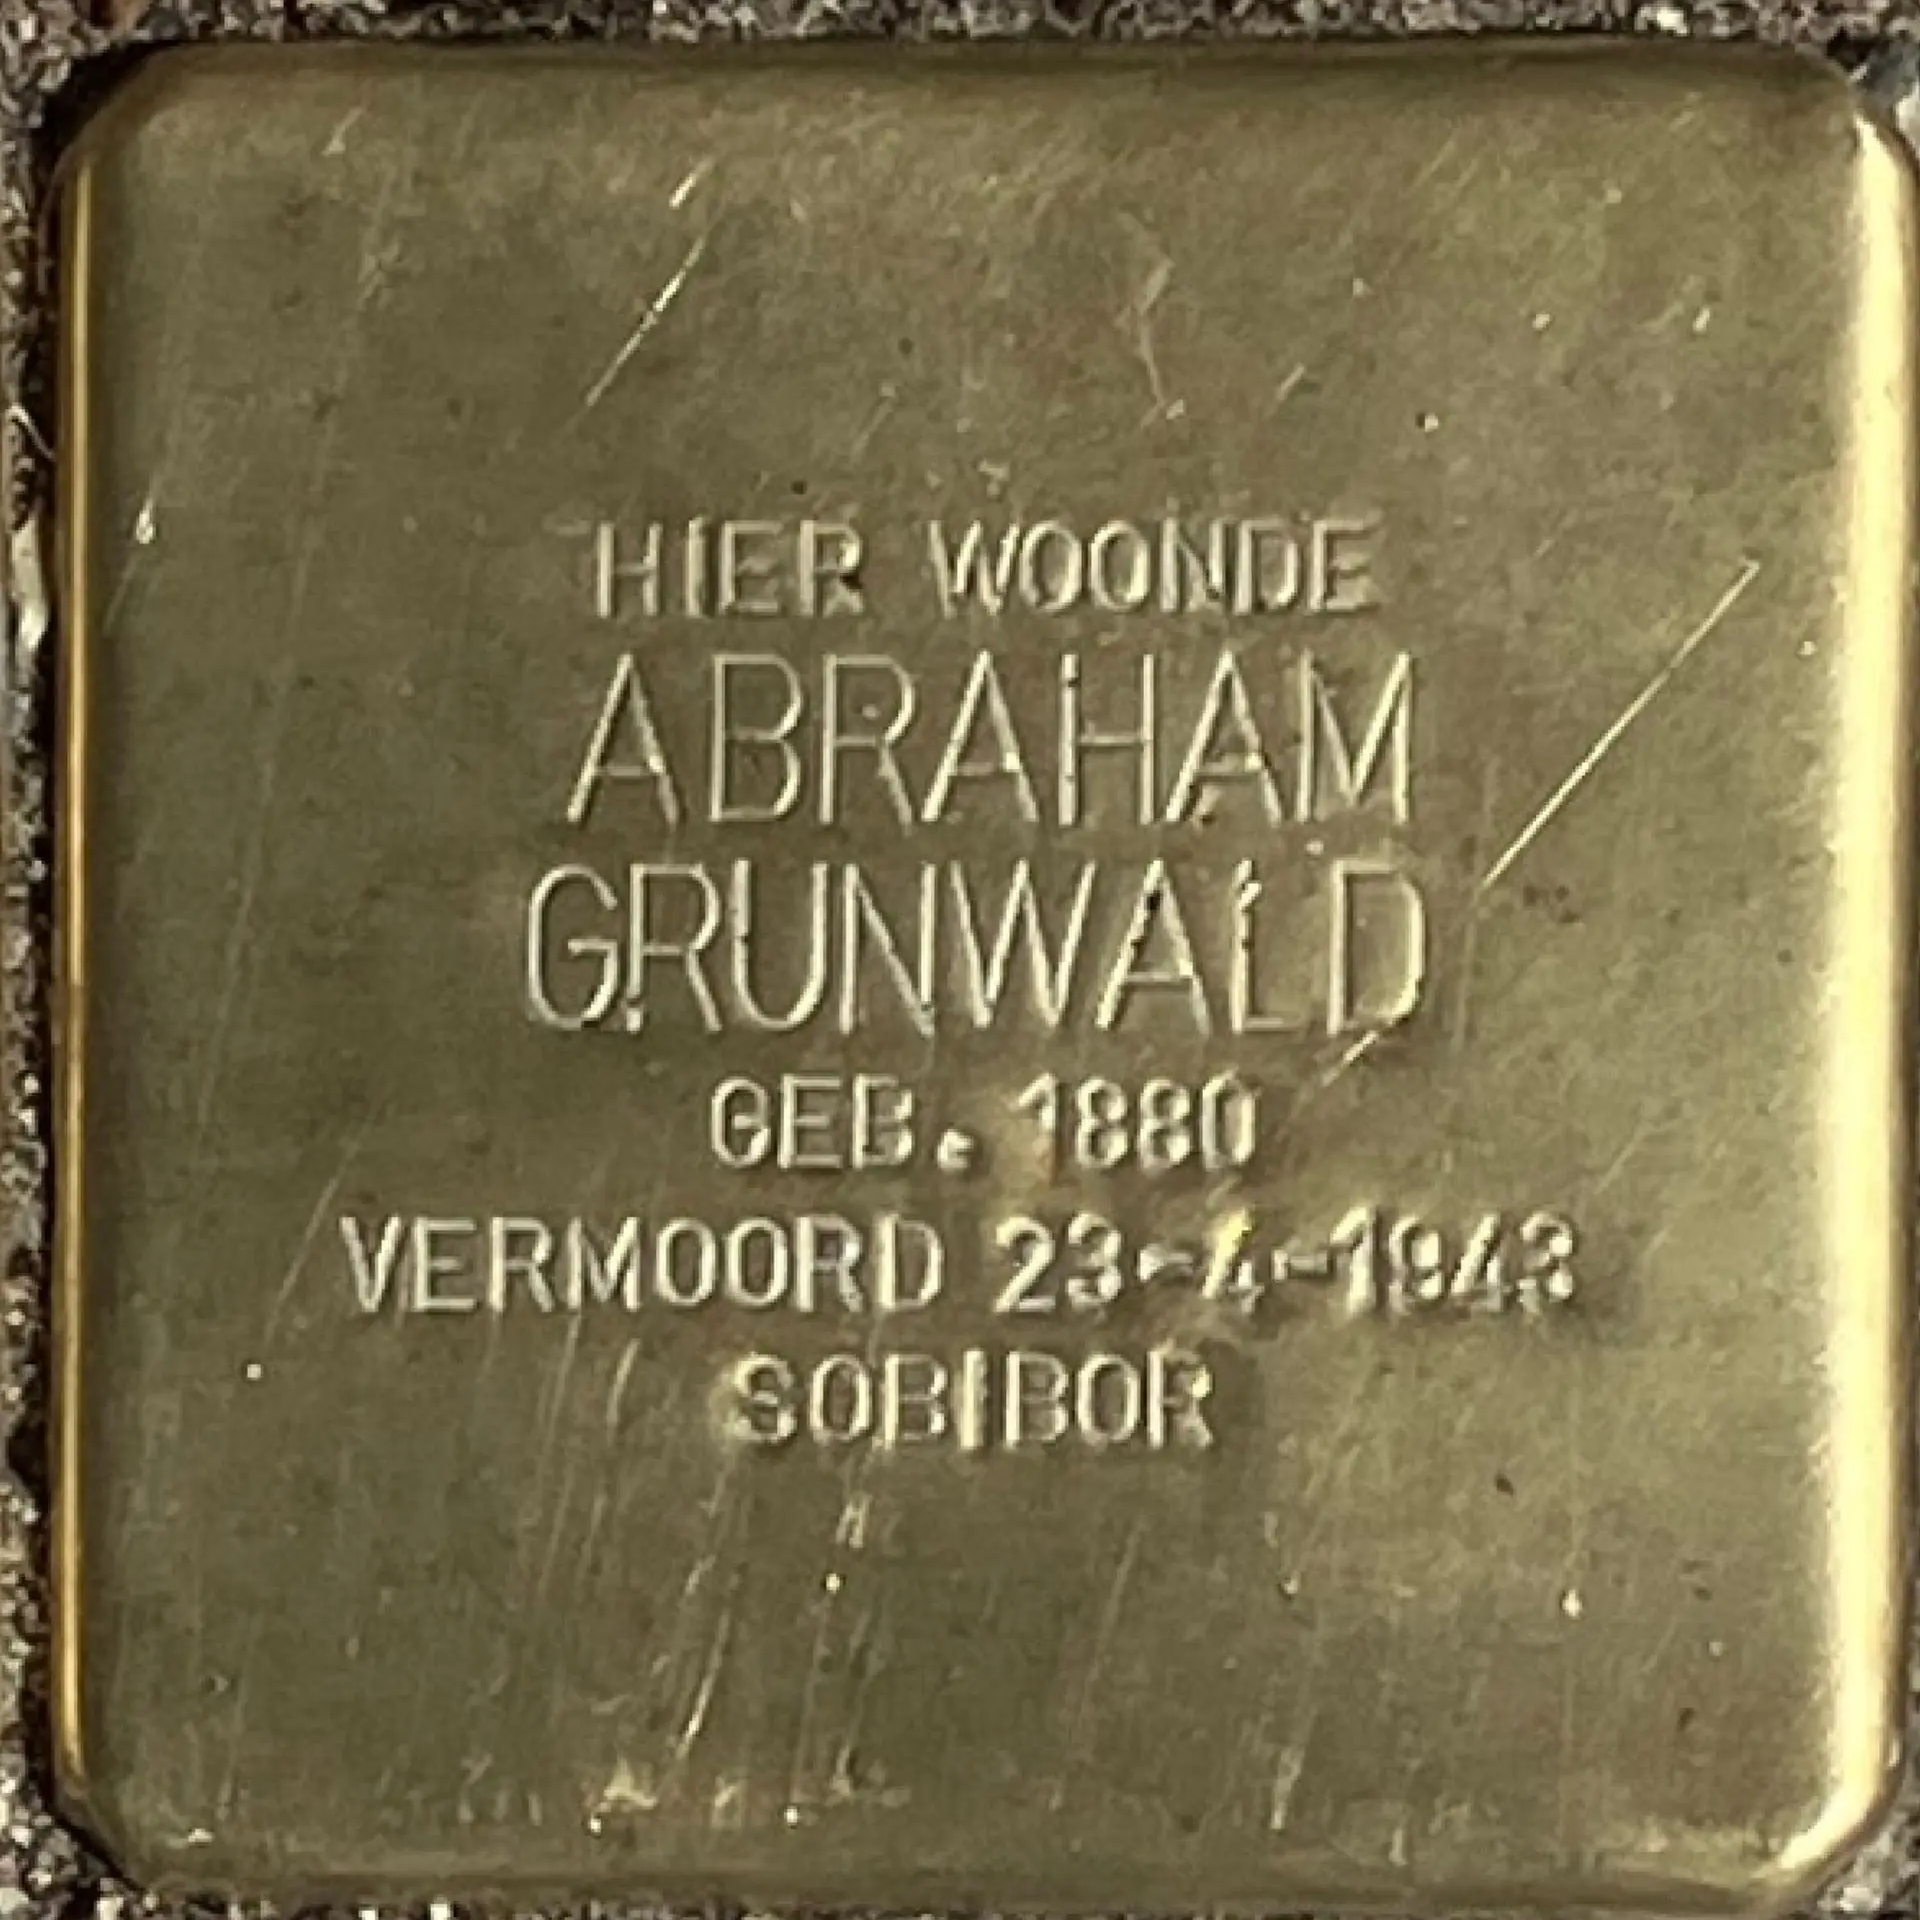 HIER WOONDE
ABRAHAM
GRUNWALD
GEB. 1880
VERMOORD 23-4-1943
SOBIBOR